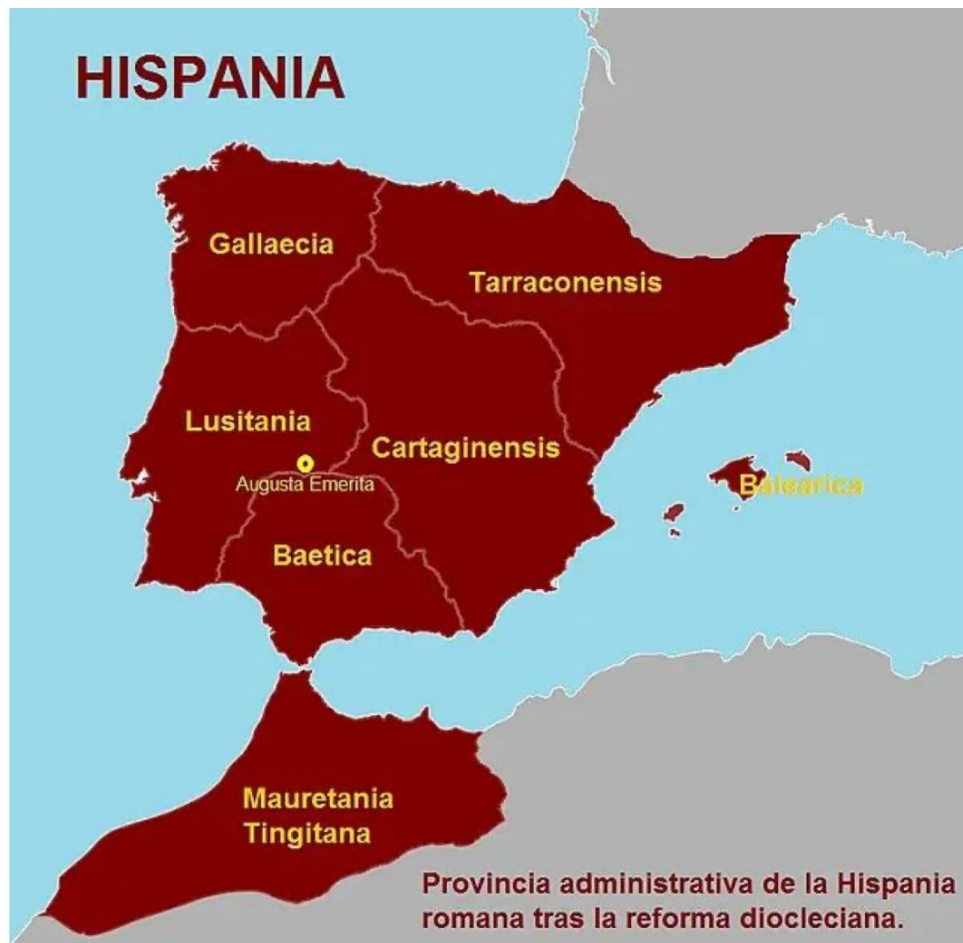 HISPANIA
Gallaecia
Tarraconensis
Lusitania
Cartaginensis
Augusta Emerita
Balearica
Baetica
Mauretania
Tingitana
Provincia administrativa de la Hispania
romana tras la reforma diocleciana.